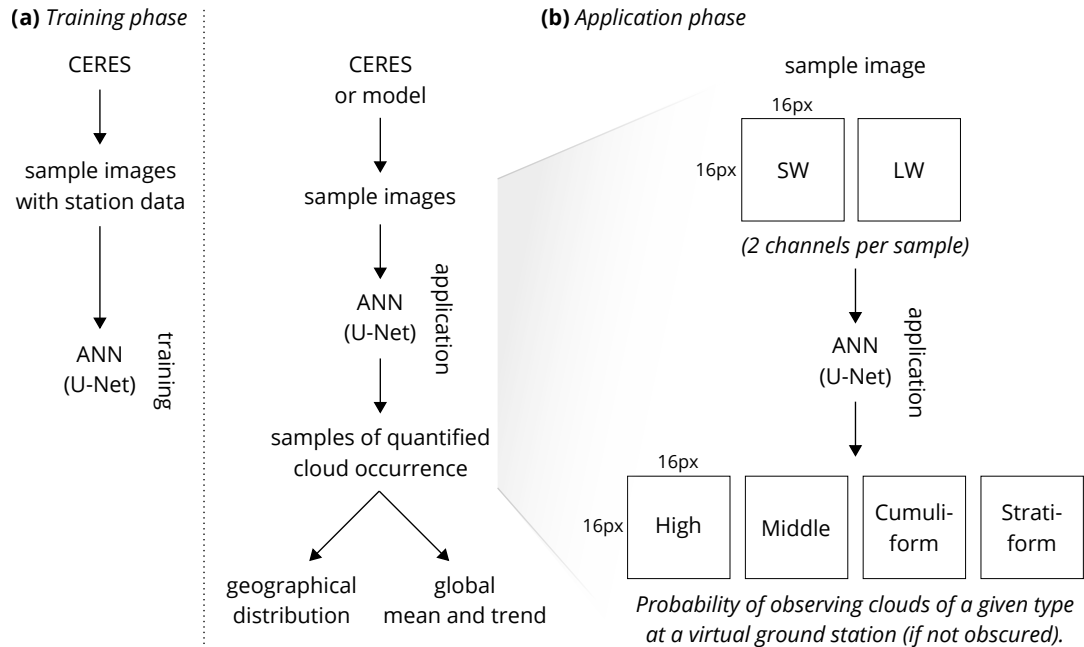 (a) Training phase
CERES
sample images
with station data
ANN
(U-Net)
training
(b) Application phase
CERES
or model
sample images
ANN
(U-Net)
application
samples of quantified
cloud occurrence
geographical
distribution
global
mean and trend
sample image
16px
16px
SW
LW
(2 channels per sample)
ANN
(U-Net)
application
16px
16px
High
Middle
Cumuli-
form
Strati-
form
Probability of observing clouds of a given type
at a virtual ground station (if not obscured).